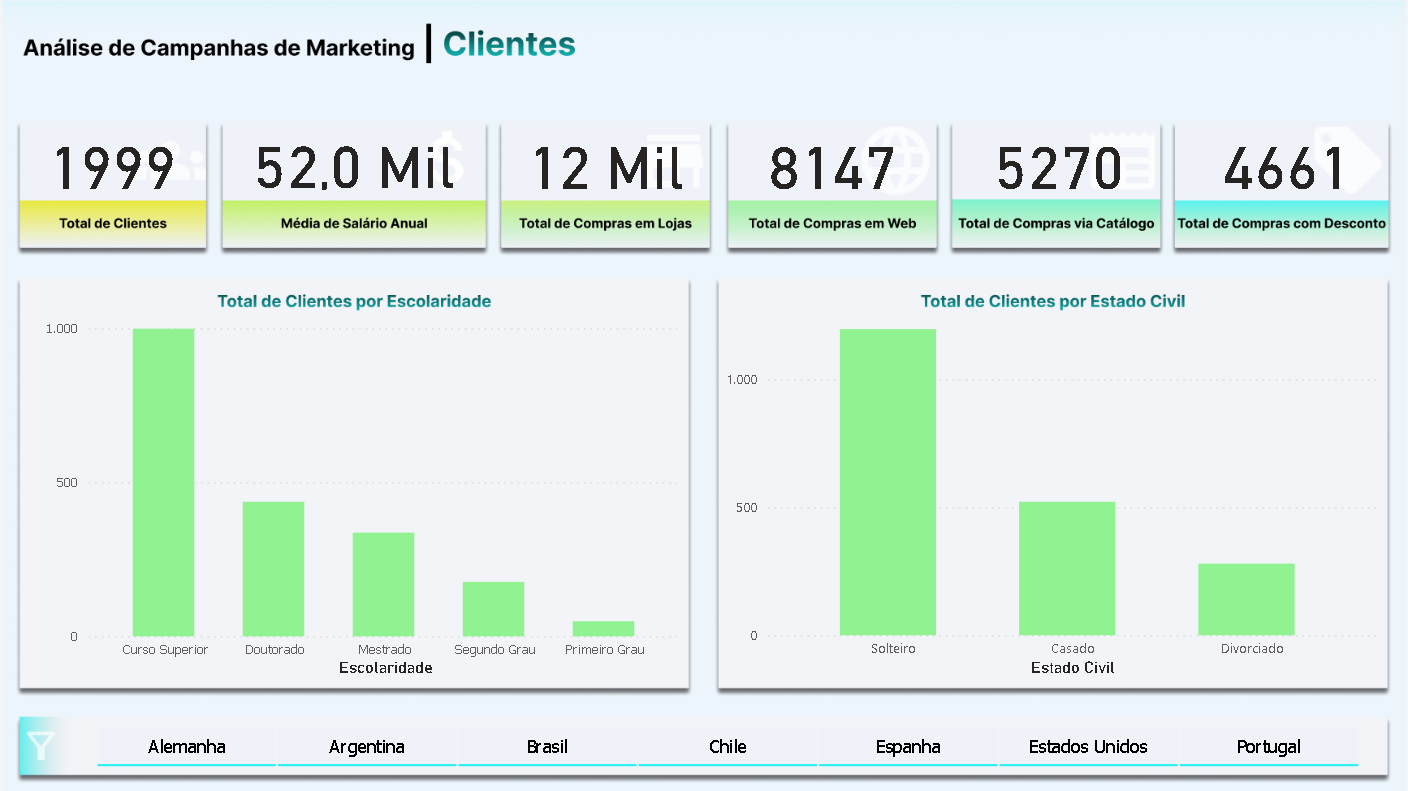 Análise de Campanhas de Marketing | Clientes
1999
Total de Clientes
52,0 Mil
Média de Salário Anual
12 Mil
Total de Compras em Lojas
8147
Total de Compras em Web
5270
Total de Compras via Catálogo
4661
Total de Compras com Desconto
Total de Clientes por Escolaridade
1.000
500
0
Curso Superior
Doutorado
Mestrado
Segundo Grau
Primeiro Grau
Escolaridade
Total de Clientes por Estado Civil
1.000
500
0
Solteiro
Casado
Divorciado
Estado Civil
Alemanha
Argentina
Brasil
Chile
Espanha
Estados Unidos
Portugal